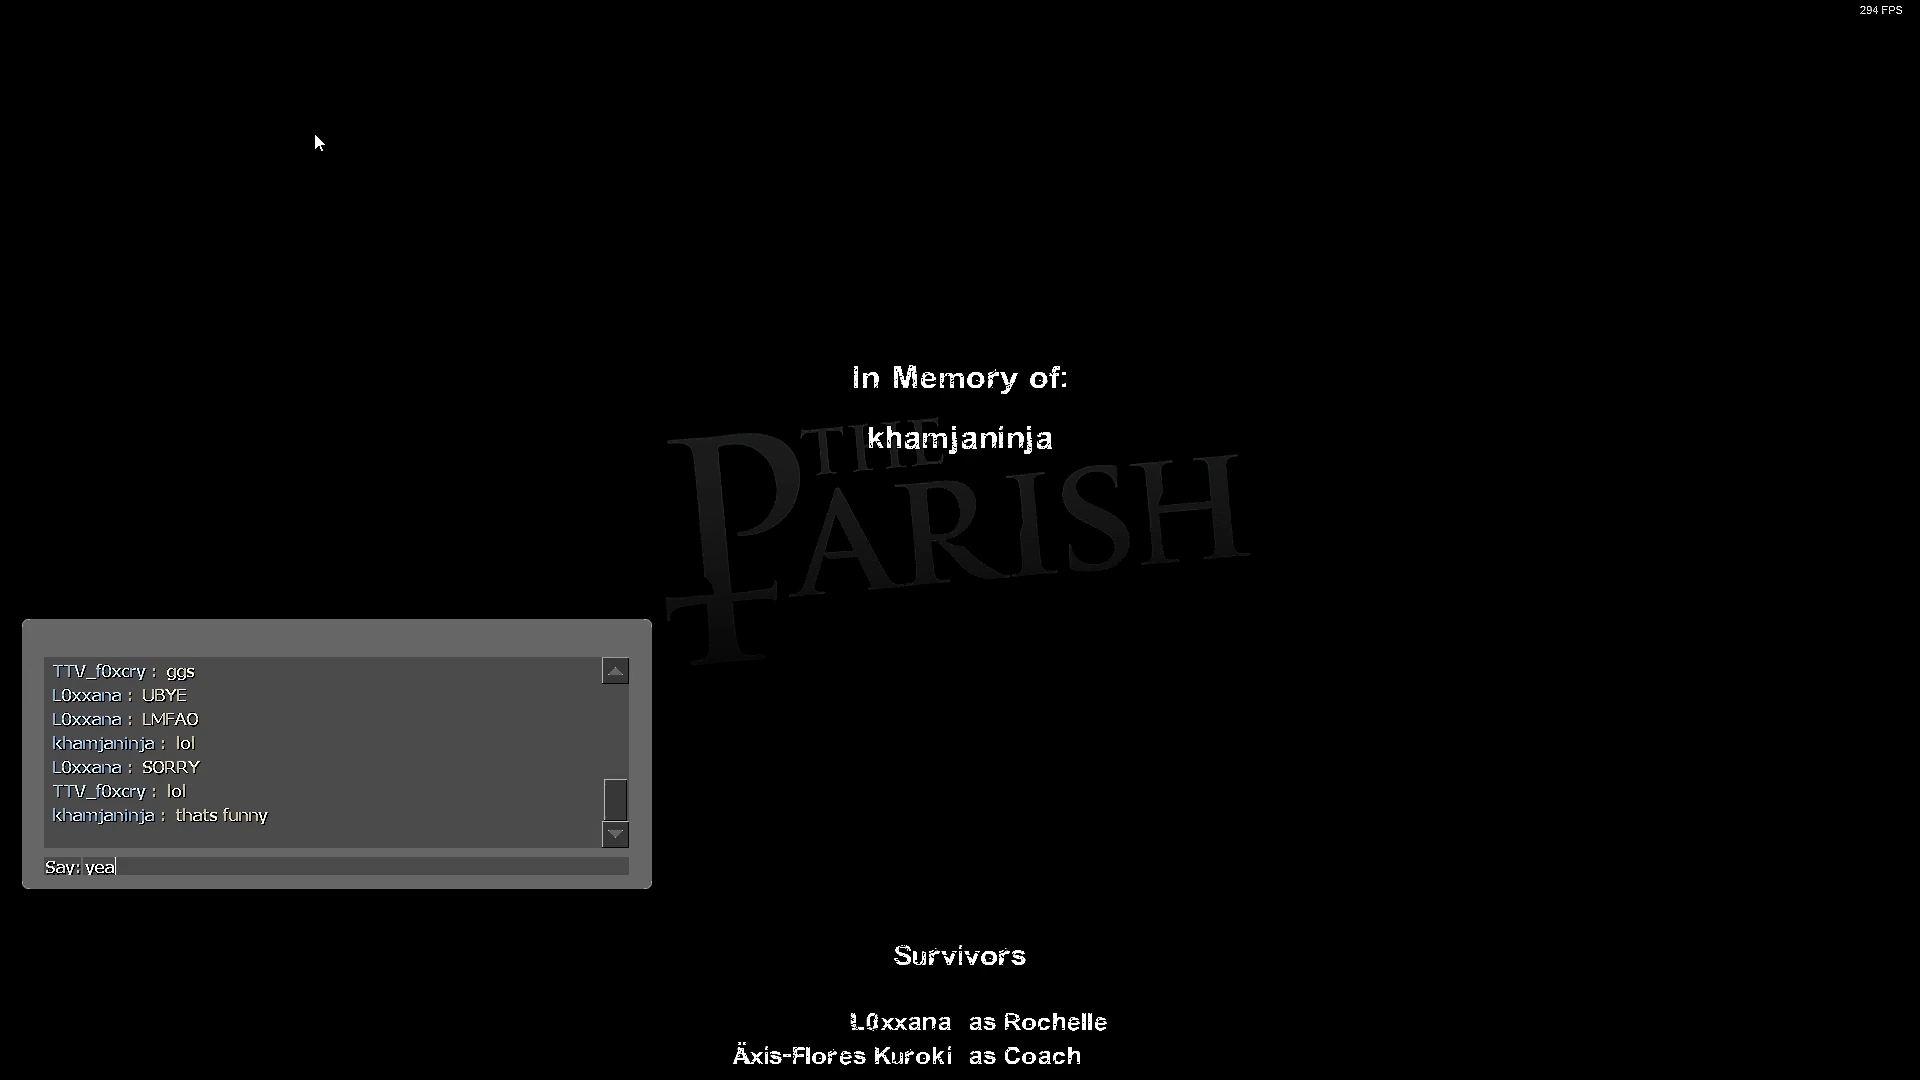 294 FPS
In Memory of:
khamjaninja
THE
PARISH
TTV_f0xcry : ggs
L0xxana : UBYE
L0xxana : LMFAO
khamjaninja : lol
L0xxana : SORRY
TTV_f0xcry : lol
khamjaninja : thats funny
Say: yea
Survivors
L0xxana as Rochelle
Äxis-Flores Kuroki as Coach